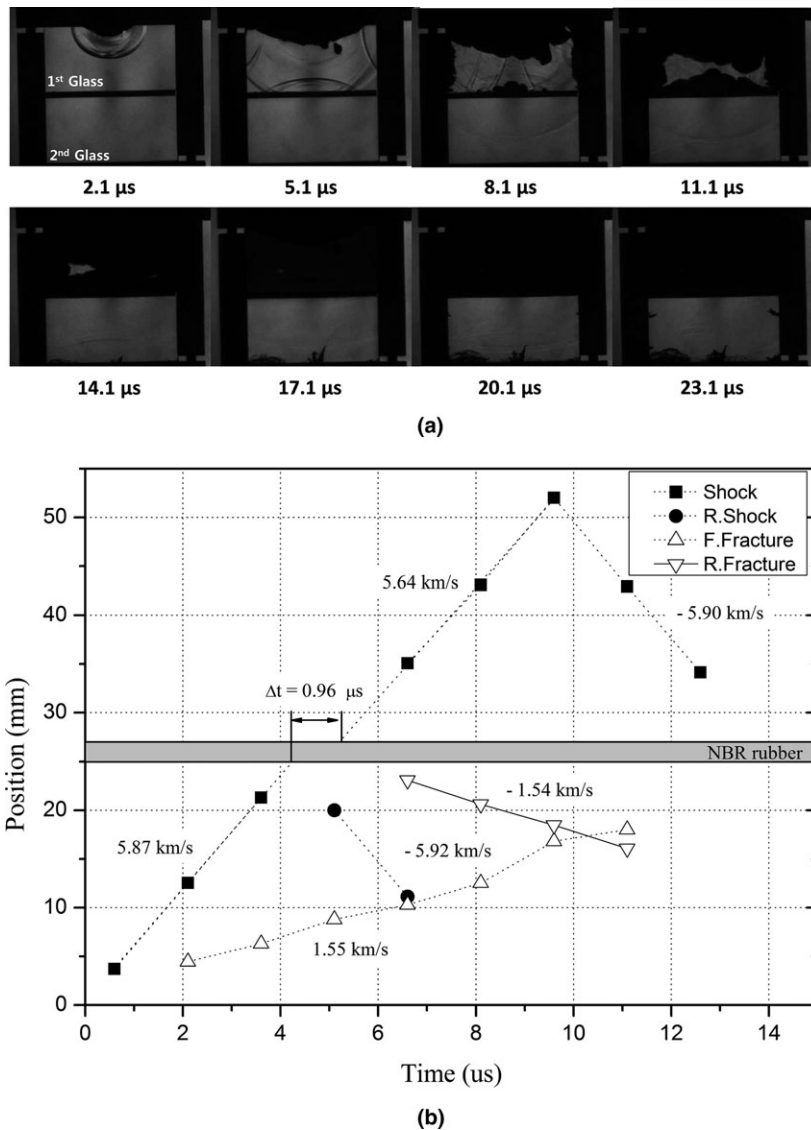 1st Glass
2nd Glass
2.1 µs
5.1 µs
8.1 µs
11.1 µs
14.1 µs
17.1 µs
20.1 µs
23.1 µs
(a)
Shock
R.Shock
F.Fracture
R.Fracture
50
5.64 km/s
- 5.90 km/s
40
Δt = 0.96 µs
30
NBR rubber
Position (mm)
20
- 1.54 km/s
5.87 km/s
- 5.92 km/s
10
1.55 km/s
0
0 2 4 6 8 10 12 14
Time (us)
(b)